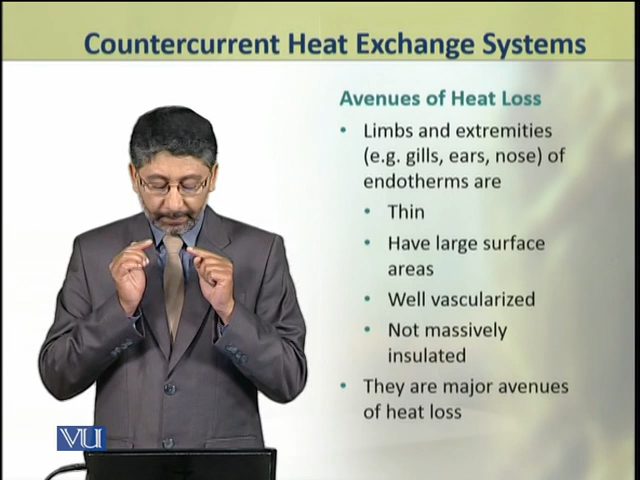 Countercurrent Heat Exchange Systems
Avenues of Heat Loss
• Limbs and extremities
(e.g. gills, ears, nose) of
endotherms are
• Thin
• Have large surface
areas
• Well vascularized
• Not massively
insulated
• They are major avenues
of heat loss
VU